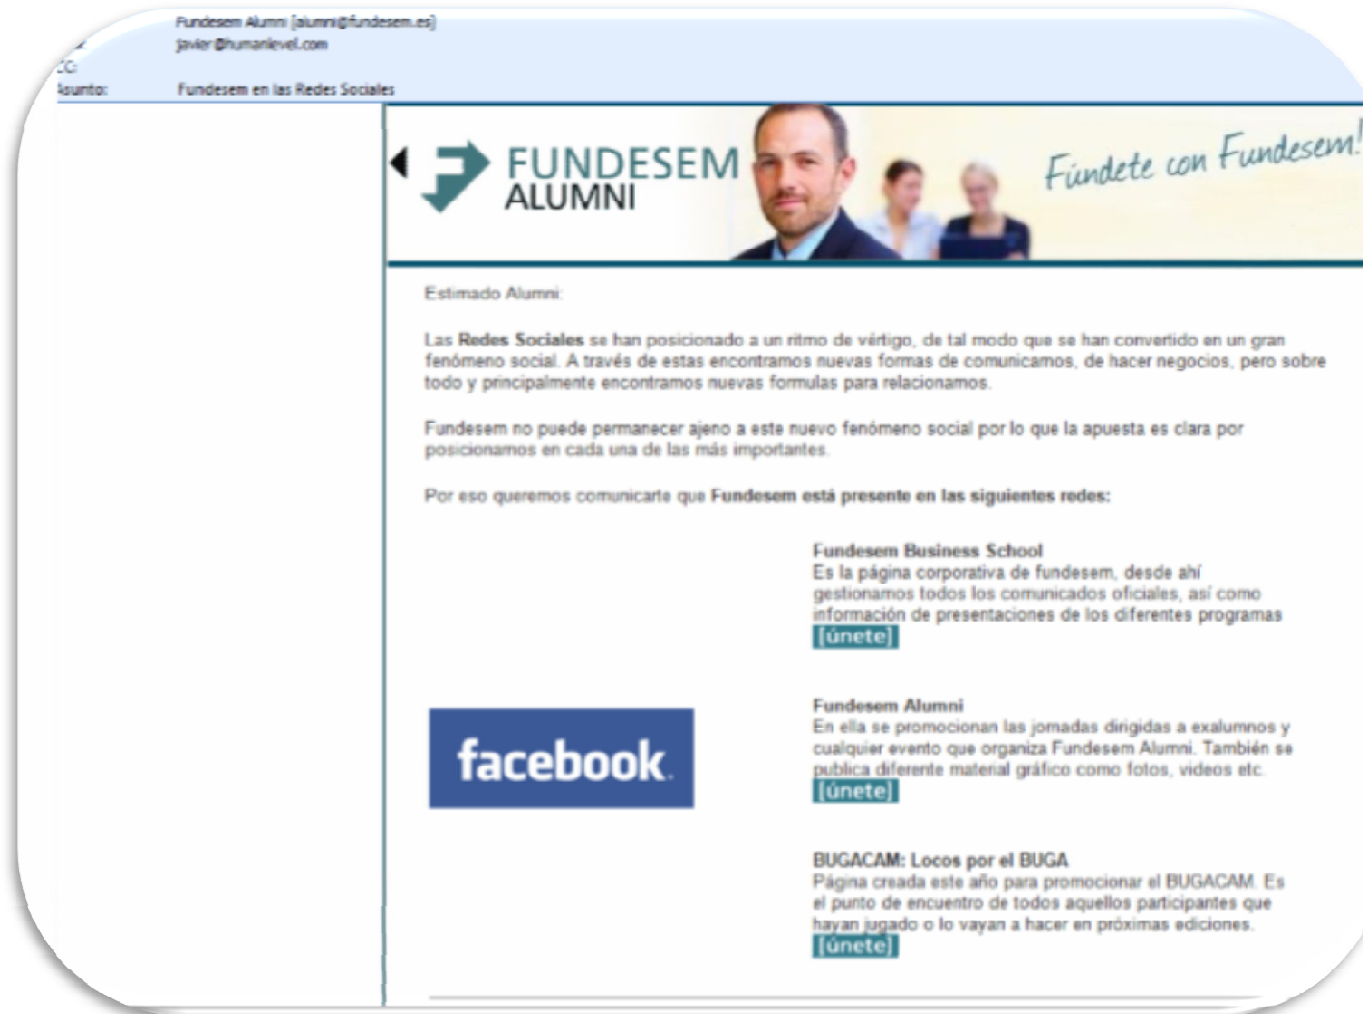 Fundesem Alumni [alumni@fundesem.es]
javier@humanlevel.com
CC:
Asunto: Fundesem en las Redes Sociales
FUNDESEM
ALUMNI
Fúndete con Fundesem!
Estimado Alumni:
Las Redes Sociales se han posicionado a un ritmo de vértigo, de tal modo que se han convertido en un gran
fenómeno social. A través de estas encontramos nuevas formas de comunicarnos, de hacer negocios, pero sobre
todo y principalmente encontramos nuevas formulas para relacionarnos.
Fundesem no puede permanecer ajeno a este nuevo fenómeno social por lo que la apuesta es clara por
posicionarnos en cada una de las más importantes.
Por eso queremos comunicarte que Fundesem está presente en las siguientes redes:
Fundesem Business School
Es la página corporativa de fundesem, desde ahí
gestionamos todos los comunicados oficiales, así como
información de presentaciones de los diferentes programas
[únete]
facebook
Fundesem Alumni
En ella se promocionan las jornadas dirigidas a exalumnos y
cualquier evento que organiza Fundesem Alumni. También se
publica diferente material gráfico como fotos, videos etc.
[únete]
BUGACAM: Locos por el BUGA
Página creada este año para promocionar el BUGACAM. Es
el punto de encuentro de todos aquellos participantes que
hayan jugado o lo vayan a hacer en próximas ediciones.
[únete]